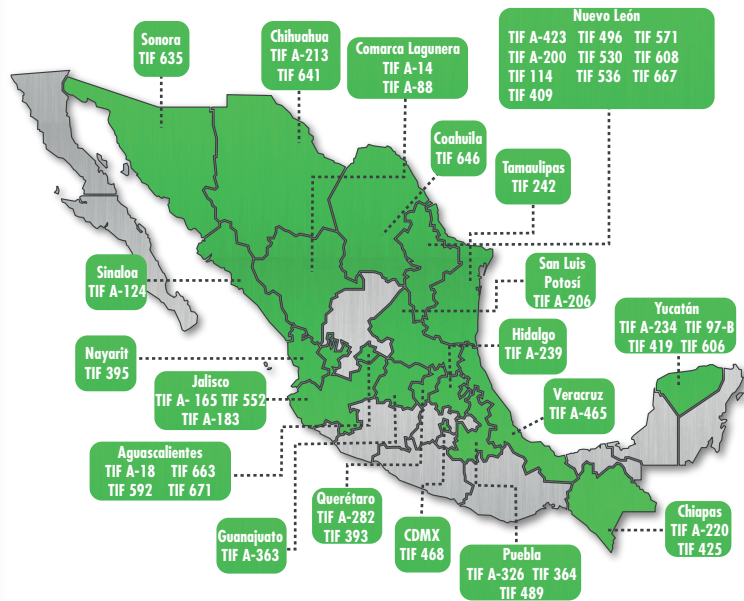 Sonora
TIF 635
Chihuahua
TIF A-213
TIF 641
Comarca Lagunera
TIF A-14
TIF A-88
Nuevo León
TIF A-423 TIF 496 TIF 571
TIF A-200 TIF 530 TIF 608
TIF 114 TIF 536 TIF 667
TIF 409
Coahuila
TIF 646
Tamaulipas
TIF 242
Sinaloa
TIF A-124
San Luis
Potosí
TIF A-206
Yucatán
TIF A-234 TIF 97-B
TIF 419 TIF 606
Hidalgo
TIF A-239
Nayarit
TIF 395
Jalisco
TIF A- 165 TIF 552
TIF A-183
Veracruz
TIF A-465
Aguascalientes
TIF A-18 TIF 663
TIF 592 TIF 671
Querétaro
TIF A-282
TIF 393
Guanajuato
TIF A-363
CDMX
TIF 468
Puebla
TIF A-326 TIF 364
TIF 489
Chiapas
TIF A-220
TIF 425